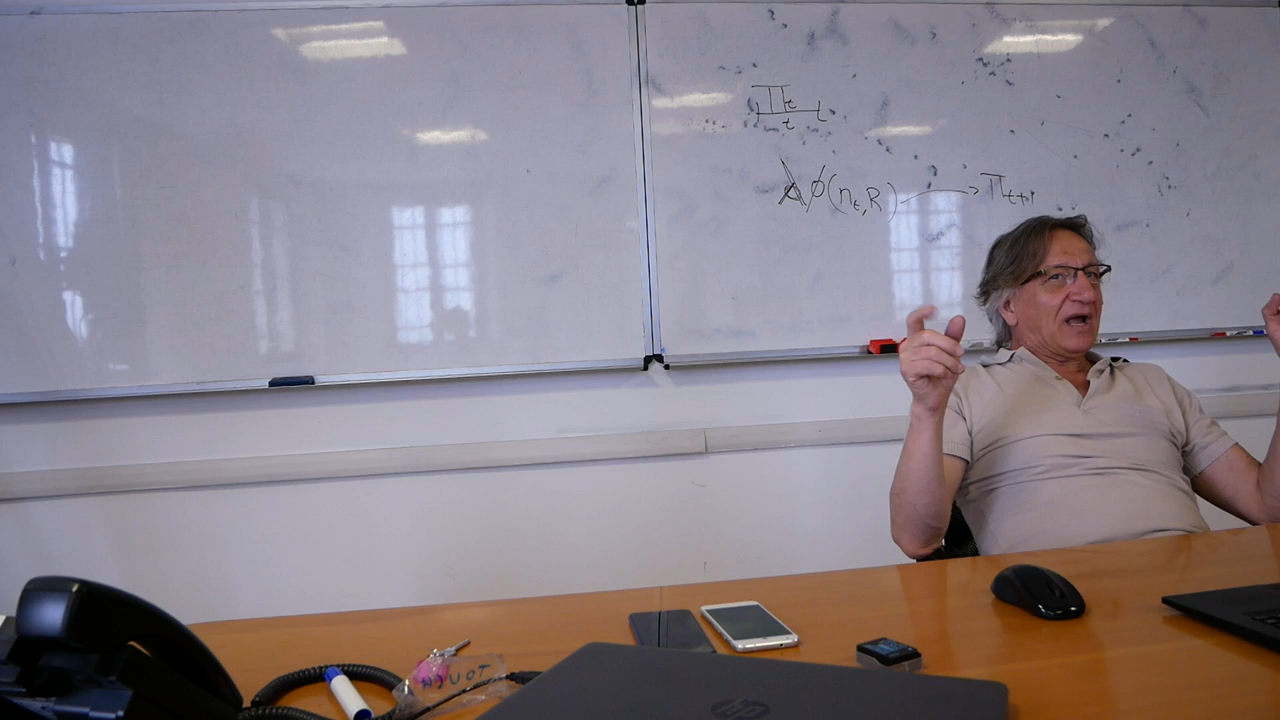 Πt
t
ϕ(nt, R) → Πt+1
hp